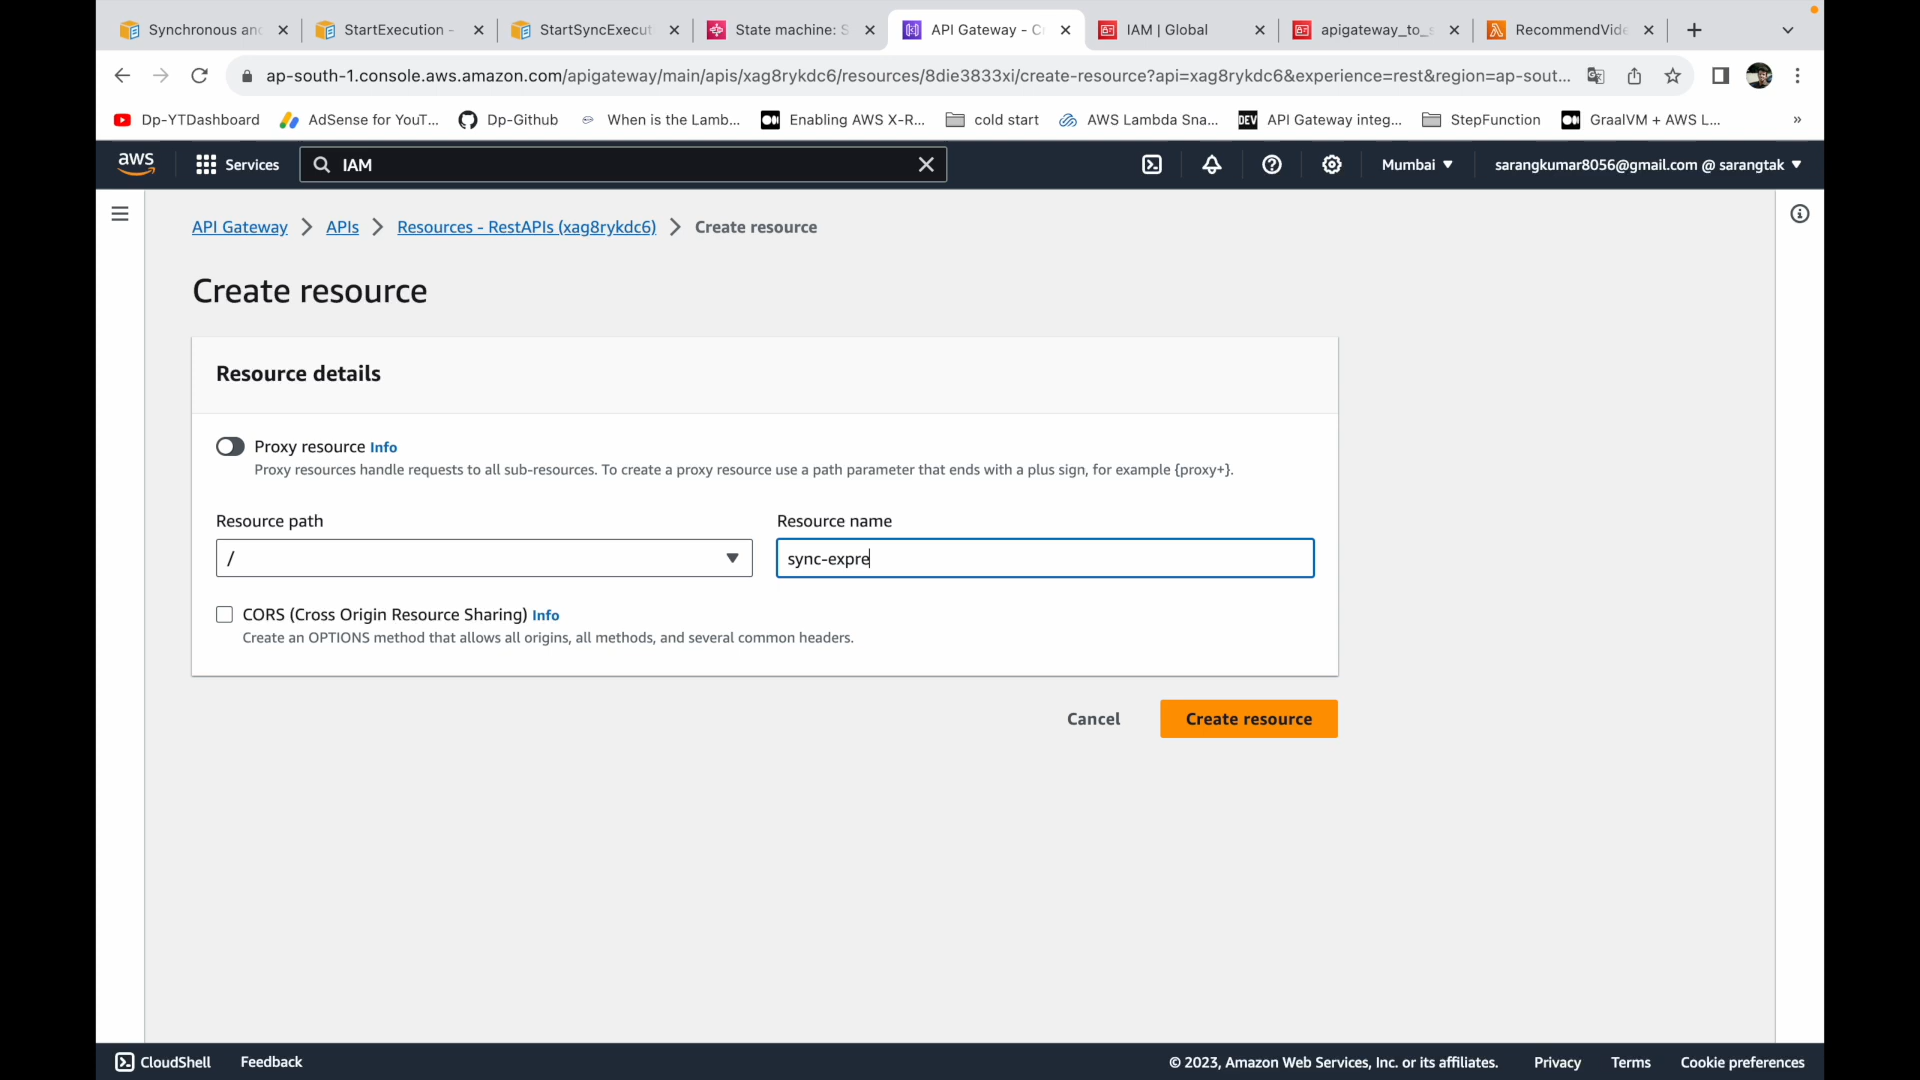 Synchronous and
StartExecution -
StartSyncExecut
State machine: S
API Gateway - C
IAM | Global
apigateway_to_s
RecommendVide
ap-south-1.console.aws.amazon.com/apigateway/main/apis/xag8rykdc6/resources/8die3833xi/create-resource?api=xag8rykdc6&experience=rest&region=ap-sout...
Dp-YTDashboard
AdSense for YouT...
Dp-Github
When is the Lamb...
Enabling AWS X-R...
cold start
AWS Lambda Sna...
DEV
API Gateway integ...
StepFunction
GraalVM + AWS L...
»
aws
Services
IAM
Mumbai
sarangkumar8056@gmail.com @ sarangtak
API Gateway > APIs > Resources - RestAPIs (xag8rykdc6) > Create resource
Create resource
Resource details
Proxy resource Info
Proxy resources handle requests to all sub-resources. To create a proxy resource use a path parameter that ends with a plus sign, for example {proxy+}.
Resource path
/
Resource name
sync-expre
CORS (Cross Origin Resource Sharing) Info
Create an OPTIONS method that allows all origins, all methods, and several common headers.
Cancel
Create resource
CloudShell
Feedback
© 2023, Amazon Web Services, Inc. or its affiliates.
Privacy
Terms
Cookie preferences